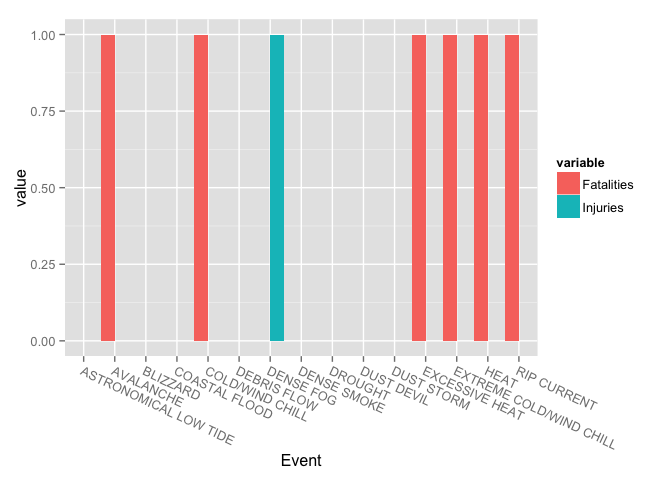 1.00
0.75
0.50
0.25
0.00
value
ASTRONOMICAL LOW TIDE
AVALANCHE
BLIZZARD
COASTAL FLOOD
COLD/WIND CHILL
DEBRIS FLOW
DENSE FOG
DENSE SMOKE
DROUGHT
DUST DEVIL
DUST STORM
EXCESSIVE HEAT
EXTREME COLD/WIND CHILL
HEAT
RIP CURRENT
Event
variable
Fatalities
Injuries